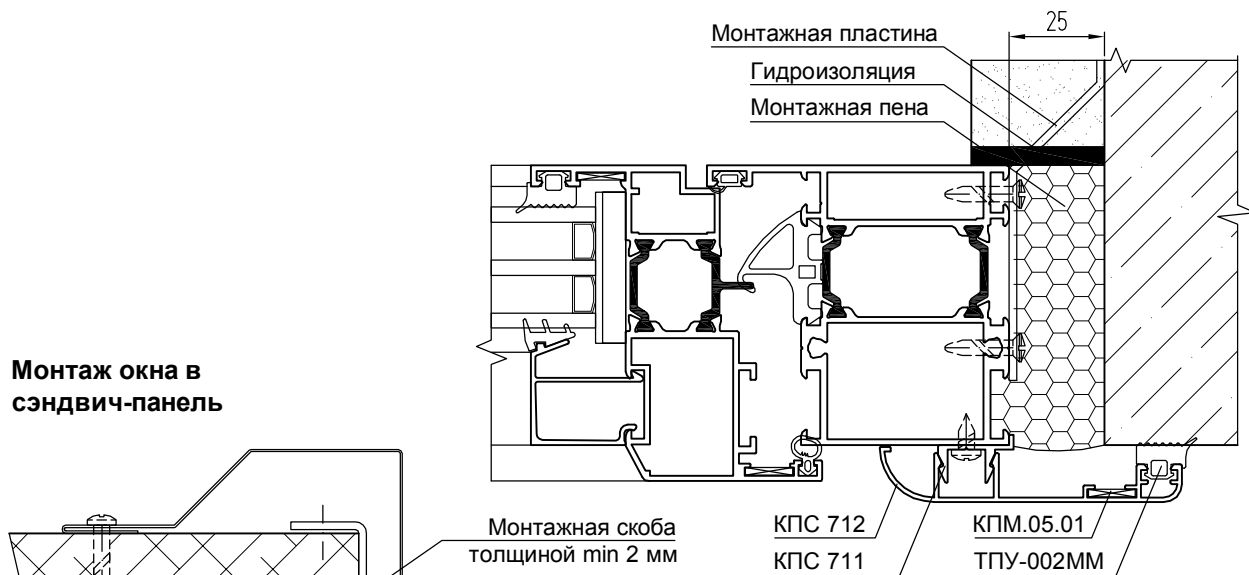 25
Монтажная пластина
Гидроизоляция
Монтажная пена
Монтаж окна в
сэндвич-панель
Монтажная скоба
толщиной min 2 мм
КПС 712
КПС 711
КПМ.05.01
ТПУ-002ММ